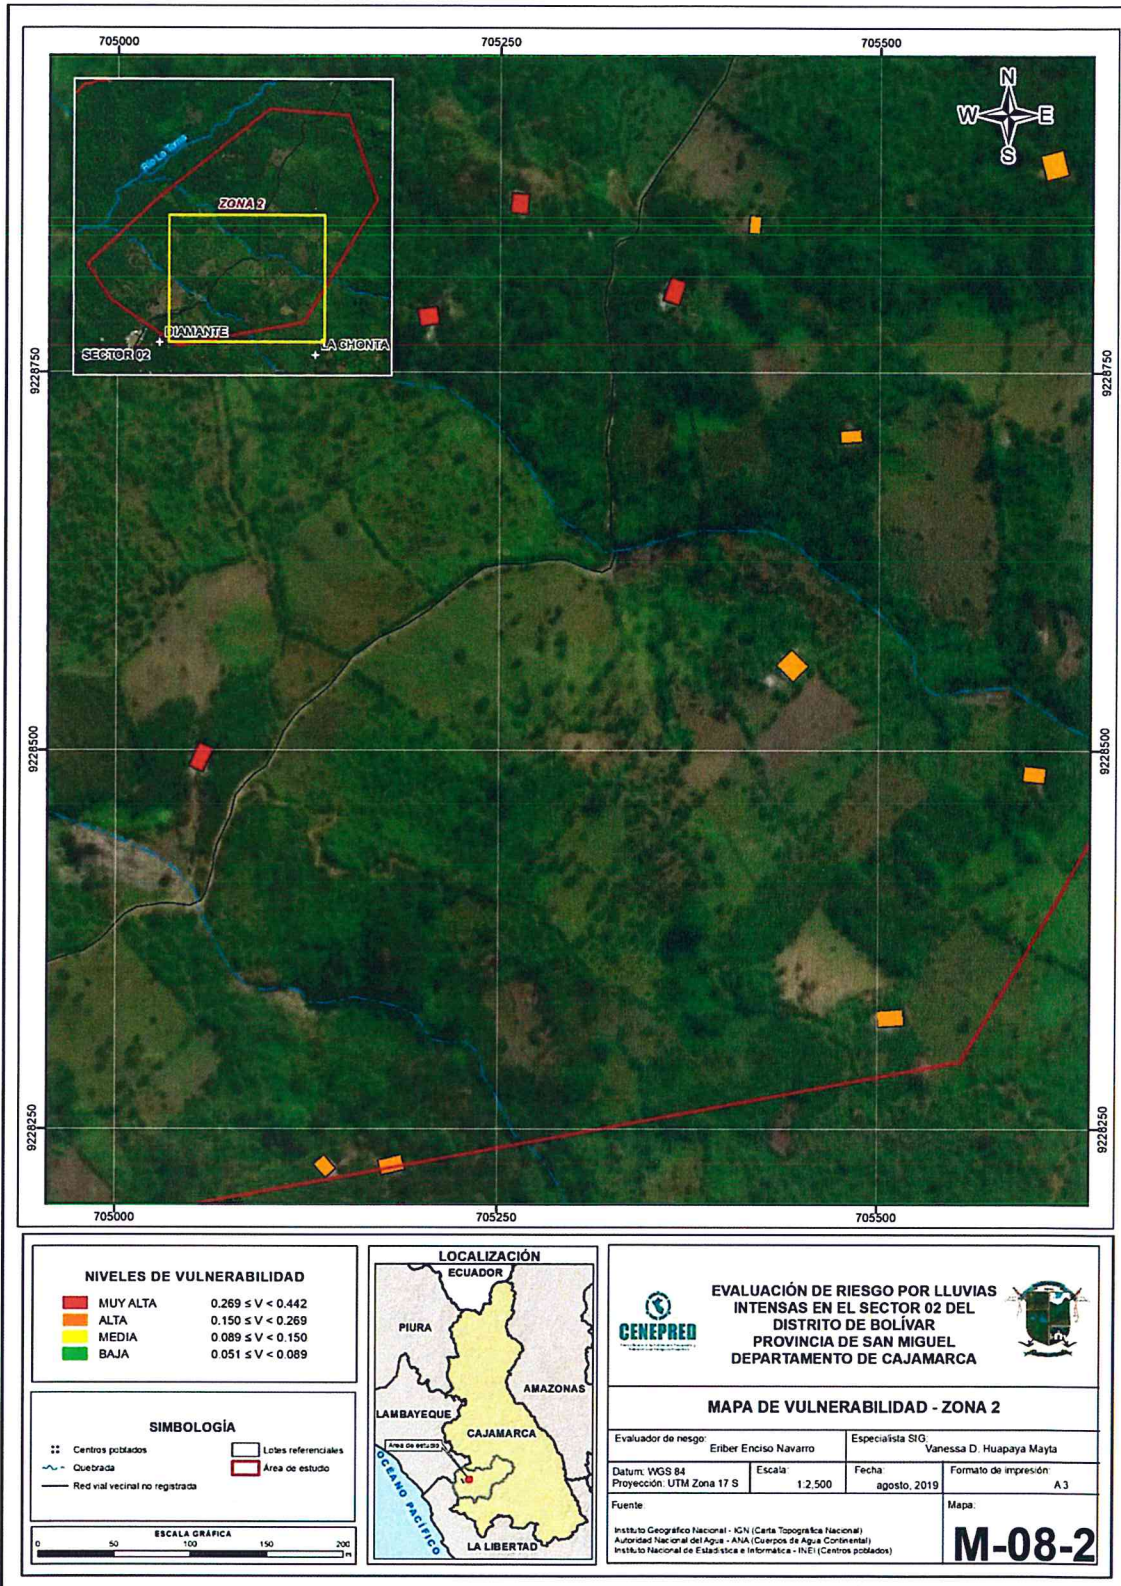 705000
705250
705500
N
W
E
S
ZONA 2
DIAMANTE
SECTOR 02
LA CHONTA
9228750
9228750
9228500
9228500
9228250
9228250
705000
705250
705500
NIVELES DE VULNERABILIDAD
MUY ALTA 0.269 ≤ V < 0.442
ALTA 0.150 ≤ V < 0.269
MEDIA 0.089 ≤ V < 0.150
BAJA 0.051 ≤ V < 0.089
SIMBOLOGÍA
Centros poblados
Lotes referenciales
Quebrada
Área de estudio
Red vial vecinal no registrada
ESCALA GRÁFICA
0 50 100 150 200
m
LOCALIZACIÓN
ECUADOR
PIURA
AMAZONAS
LAMBAYEQUE
CAJAMARCA
Área de estudio
OCEANO PACÍFICO
LA LIBERTAD
CENEPRED
EVALUACIÓN DE RIESGO POR LLUVIAS
INTENSAS EN EL SECTOR 02 DEL
DISTRITO DE BOLÍVAR
PROVINCIA DE SAN MIGUEL
DEPARTAMENTO DE CAJAMARCA
MAPA DE VULNERABILIDAD - ZONA 2
Evaluador de riesgo:
Eriber Enciso Navarro
Especialista SIG:
Vanessa D. Huapaya Mayta
Datum: WGS 84
Proyección: UTM Zona 17 S
Escala:
1:2,500
Fecha:
agosto, 2019
Formato de impresión:
A3
Fuente:
Instituto Geográfico Nacional - IGN (Carta Topográfica Nacional)
Autoridad Nacional del Agua - ANA (Cuerpos de Agua Continental)
Instituto Nacional de Estadística e Informática - INEI (Centros poblados)
Mapa:
M-08-2